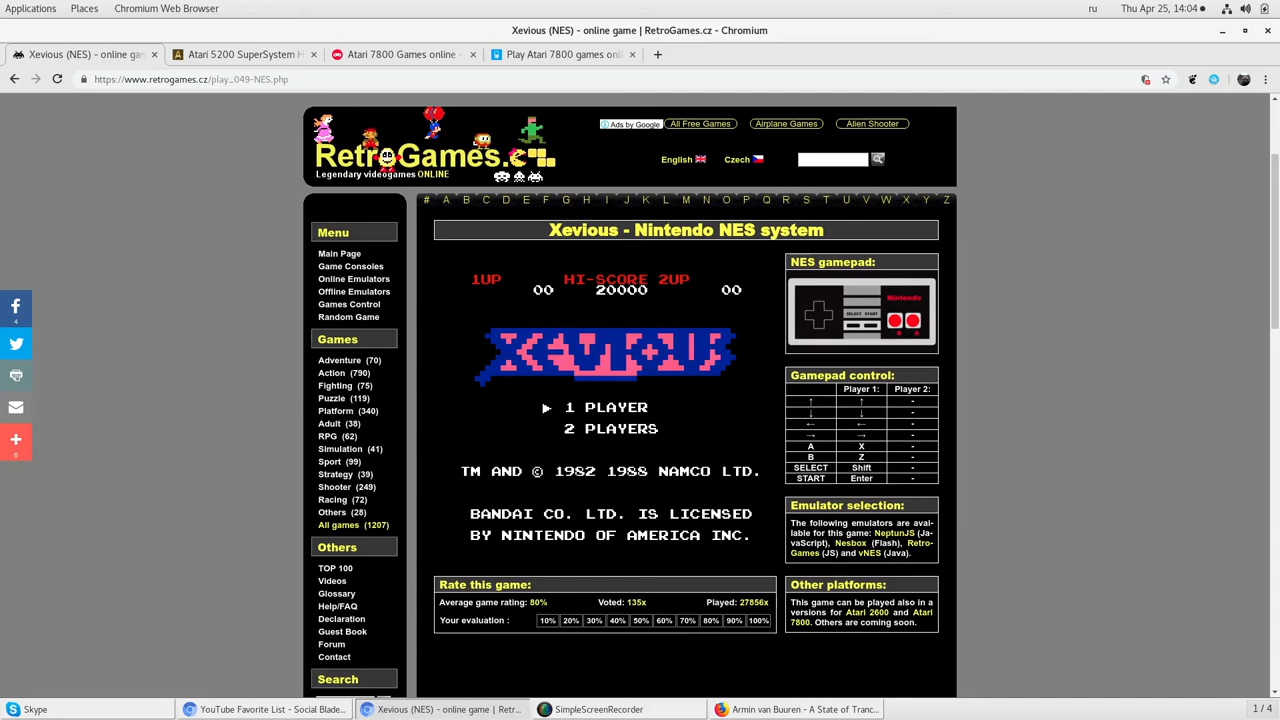 Applications Places Chromium Web Browser ru Thu Apr 25, 14:04
Xevious (NES) - online game | RetroGames.cz - Chromium
Xevious (NES) - online gam Atari 5200 SuperSystem H Atari 7800 Games online - Play Atari 7800 games onl
https://www.retrogames.cz/play_049-NES.php
RetroGames.cz
Legendary videogames ONLINE
Ads by Google All Free Games Airplane Games Alien Shooter
English Czech
# A B C D E F G H I J K L M N O P Q R S T U V W X Y Z
Menu
Main Page
Game Consoles
Online Emulators
Offline Emulators
Games Control
Random Game
Games
Adventure (70)
Action (790)
Fighting (75)
Puzzle (119)
Platform (340)
Adult (38)
RPG (62)
Simulation (41)
Sport (99)
Strategy (39)
Shooter (249)
Racing (72)
Others (28)
All games (1207)
Others
TOP 100
Videos
Glossary
Help/FAQ
Declaration
Guest Book
Forum
Contact
Search
4
6
Xevious - Nintendo NES system
1UP HI-SCORE 2UP
00 20000 00
XEVIOUS
1 PLAYER
2 PLAYERS
TM AND © 1982 1988 NAMCO LTD.
BANDAI CO. LTD. IS LICENSED
BY NINTENDO OF AMERICA INC.
Rate this game:
Average game rating: 80% Voted: 135x Played: 27856x
Your evaluation : 10% 20% 30% 40% 50% 60% 70% 80% 90% 100%
NES gamepad:
Nintendo
SELECT START
B A
Gamepad control:
Player 1: Player 2:
↑ ↑ -
↓ ↓ -
← ← -
→ → -
A X -
B Z -
SELECT Shift -
START Enter -
Emulator selection:
The following emulators are avai-
lable for this game: NeptunJS (Ja-
vaScript), Nesbox (Flash), Retro-
Games (JS) and vNES (Java).
Other platforms:
This game can be played also in a
versions for Atari 2600 and Atari
7800. Others are coming soon.
Skype YouTube Favorite List - Social Blade... Xevious (NES) - online game | Retr... SimpleScreenRecorder Armin van Buuren - A State of Tranc... 1 / 4